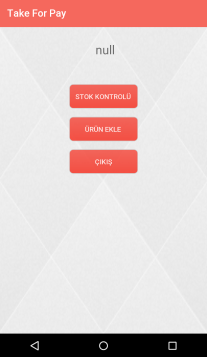 Take For Pay
null
STOK KONTROLÜ
ÜRÜN EKLE
ÇIKIŞ